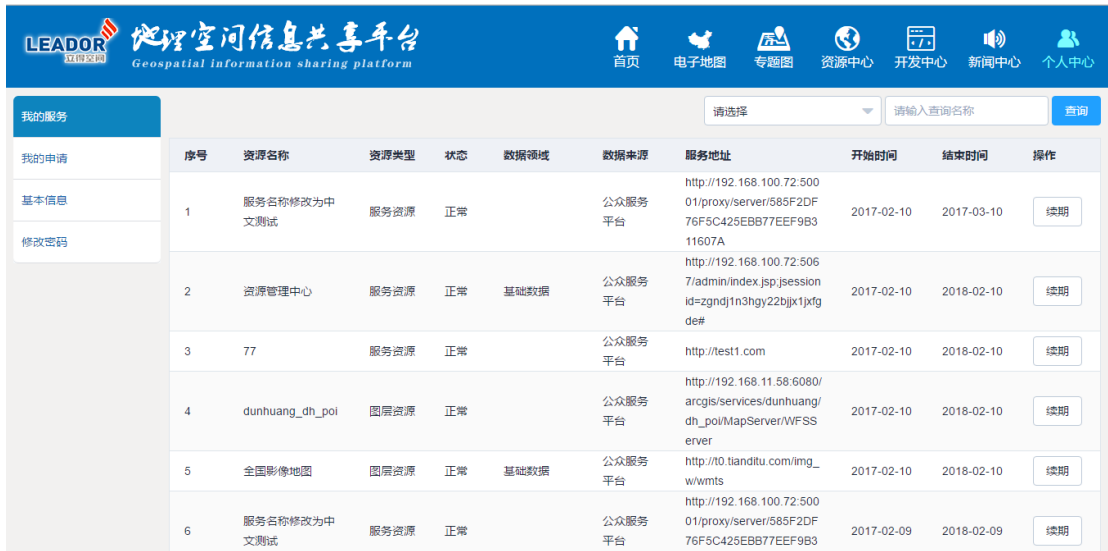 LEADOR
立得空间
地理空间信息共享平台
Geospatial information sharing platform
首页
电子地图
专题图
资源中心
开发中心
新闻中心
个人中心
我的服务
我的申请
基本信息
修改密码
请选择
请输入查询名称
查询
序号 资源名称 资源类型 状态 数据领域 数据来源 服务地址 开始时间 结束时间 操作
1 服务名称修改为中 服务资源 正常 公众服务 http://192.168.100.72:500 2017-02-10 2017-03-10 续期
文测试 平台 01/proxy/server/585F2DF
76F5C425EBB77EEF9B3
11607A
2 资源管理中心 服务资源 正常 基础数据 公众服务 http://192.168.100.72:506 2017-02-10 2018-02-10 续期
平台 7/admin/index.jsp;jsession
id=zgndj1n3hgy22bjjx1jxfg
de#
3 77 服务资源 正常 公众服务 http://test1.com 2017-02-10 2018-02-10 续期
平台
4 dunhuang_dh_poi 图层资源 正常 公众服务 http://192.168.11.58:6080/ 2017-02-10 2018-02-10 续期
平台 arcgis/services/dunhuang/
dh_poi/MapServer/WFSS
erver
5 全国影像地图 图层资源 正常 基础数据 公众服务 http://t0.tianditu.com/img_ 2017-02-10 2018-02-10 续期
平台 w/wmts
6 服务名称修改为中 服务资源 正常 公众服务 http://192.168.100.72:500 2017-02-09 2018-02-09 续期
文测试 平台 01/proxy/server/585F2DF
76F5C425EBB77EEF9B3